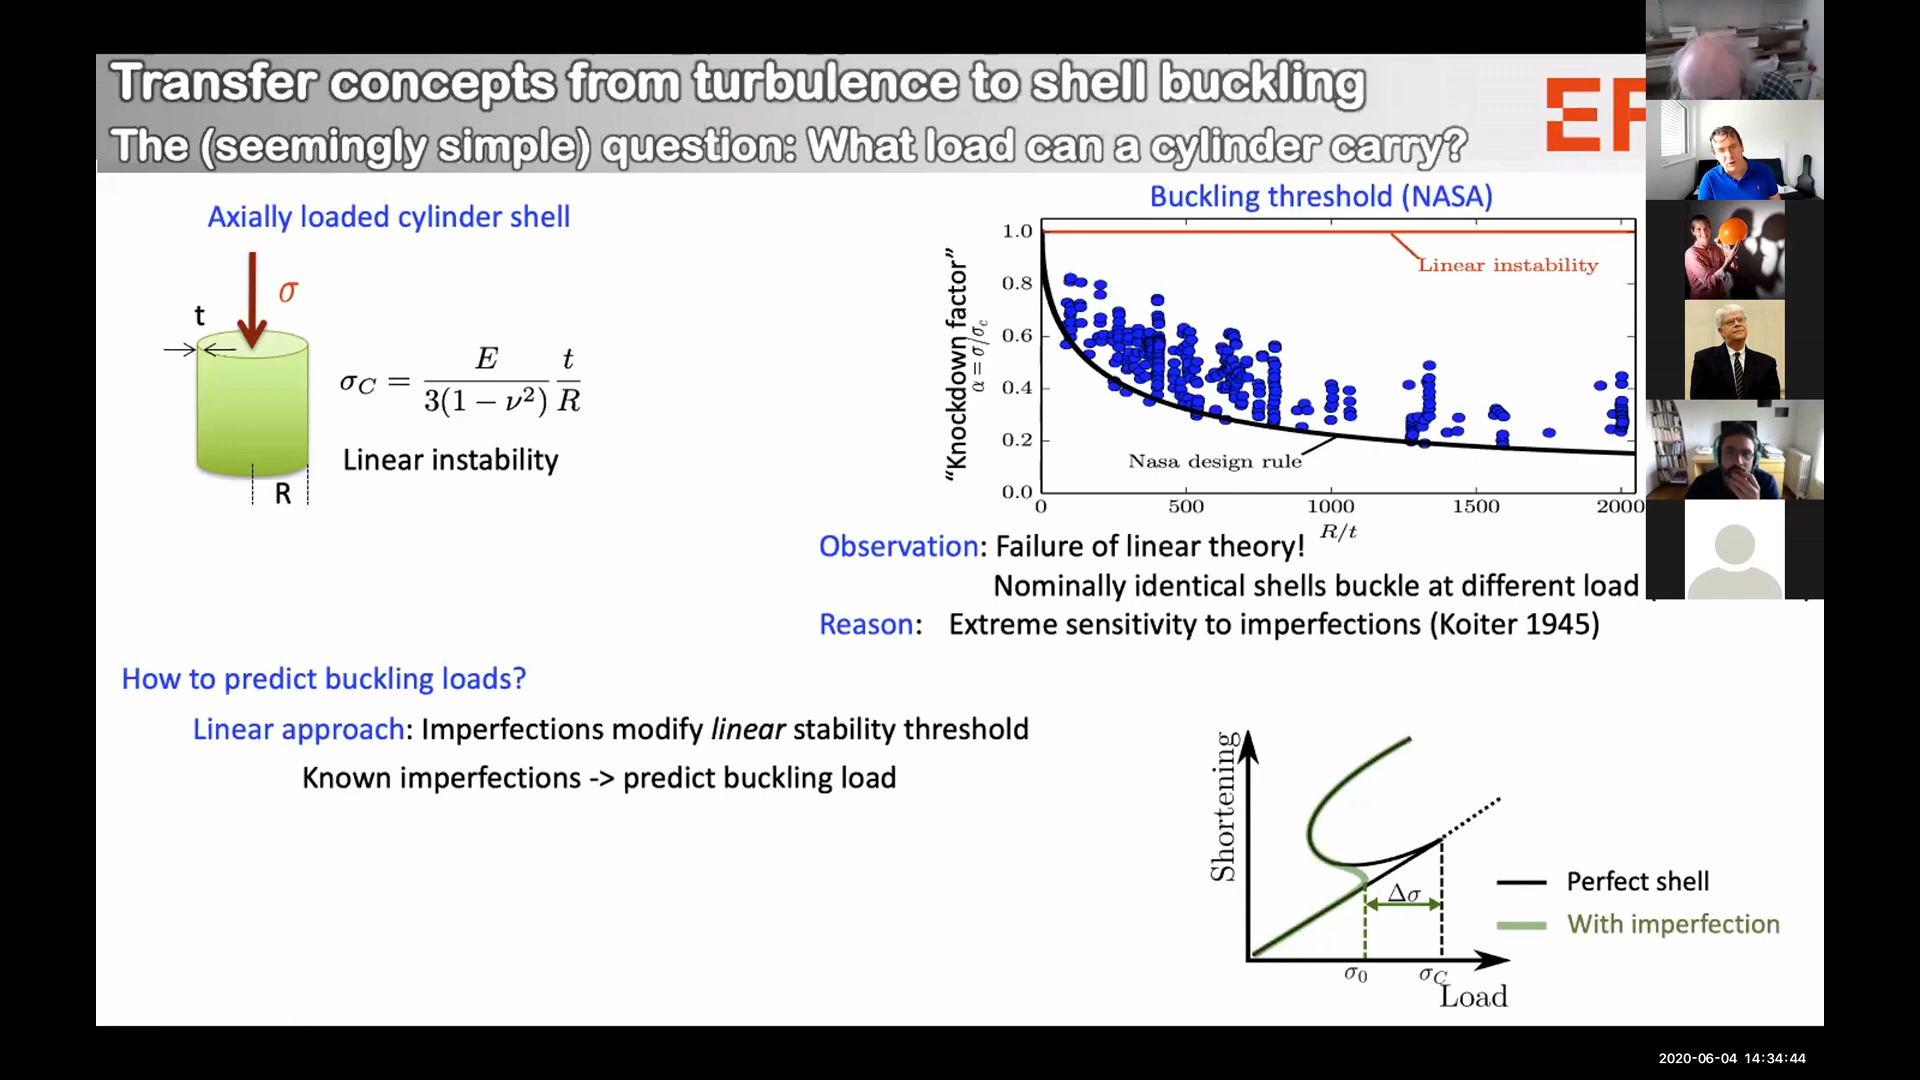 Transfer concepts from turbulence to shell buckling
The (seemingly simple) question: What load can a cylinder carry?
Axially loaded cylinder shell
σ
t
R
σ_C = E / 3(1 − ν²) t / R
Linear instability
Buckling threshold (NASA)
"Knockdown factor"
α = σ/σ_c
1.0
0.8
0.6
0.4
0.2
0.0
0 500 1000 1500 2000
R/t
Linear instability
Nasa design rule
Observation: Failure of linear theory!
Nominally identical shells buckle at different load
Reason: Extreme sensitivity to imperfections (Koiter 1945)
How to predict buckling loads?
Linear approach: Imperfections modify linear stability threshold
Known imperfections -> predict buckling load
Shortening
Δσ
σ_0 σ_C
Load
Perfect shell
With imperfection
2020-06-04 14:34:44